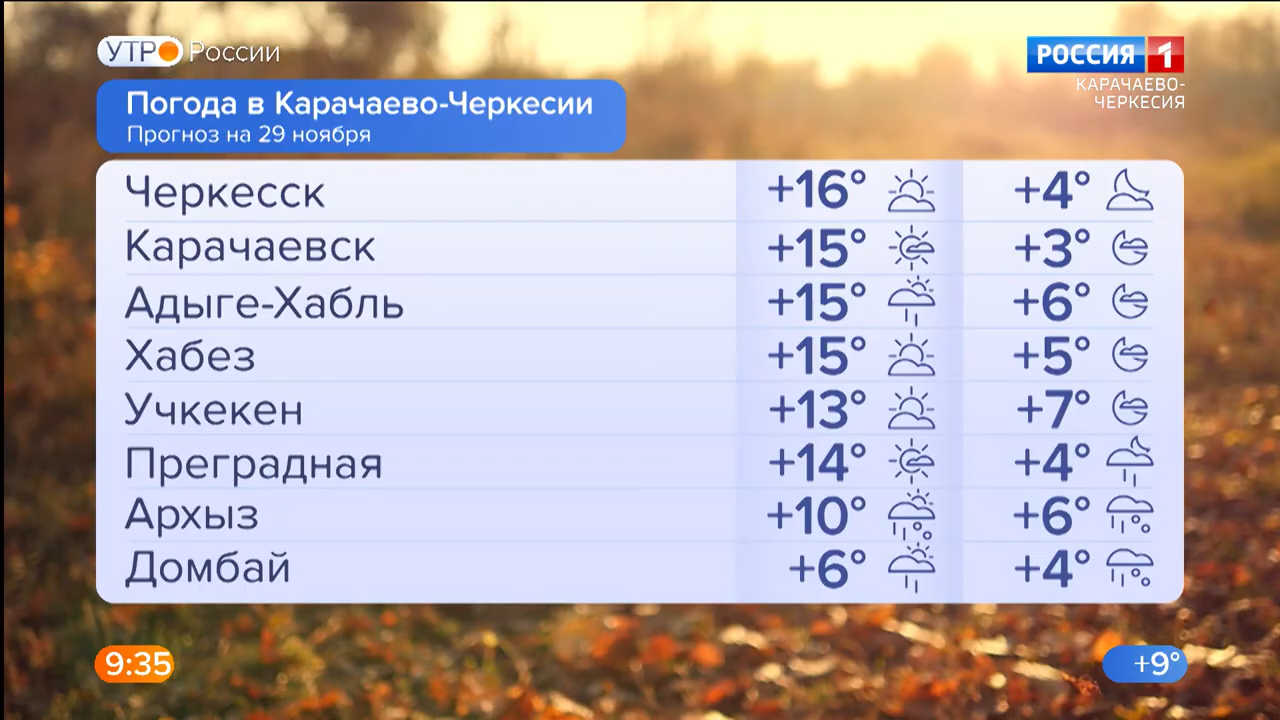 УТРО России
РОССИЯ 1
КАРАЧАЕВО-
ЧЕРКЕСИЯ
Погода в Карачаево-Черкесии
Прогноз на 29 ноября
Черкесск +16° +4°
Карачаевск +15° +3°
Адыге-Хабль +15° +6°
Хабез +15° +5°
Учкекен +13° +7°
Преградная +14° +4°
Архыз +10° +6°
Домбай +6° +4°
9:35 +9°